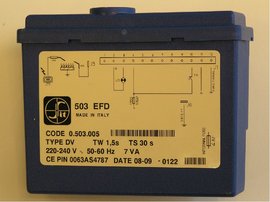 Sit
503 EFD
MADE IN ITALY
CODE 0.503.005
TYPE DV TW 1,5s TS 30 s
220-240 V ~ 50-60 Hz 7 VA
CE PIN 0063AS4787 DATE 08-09 -0122